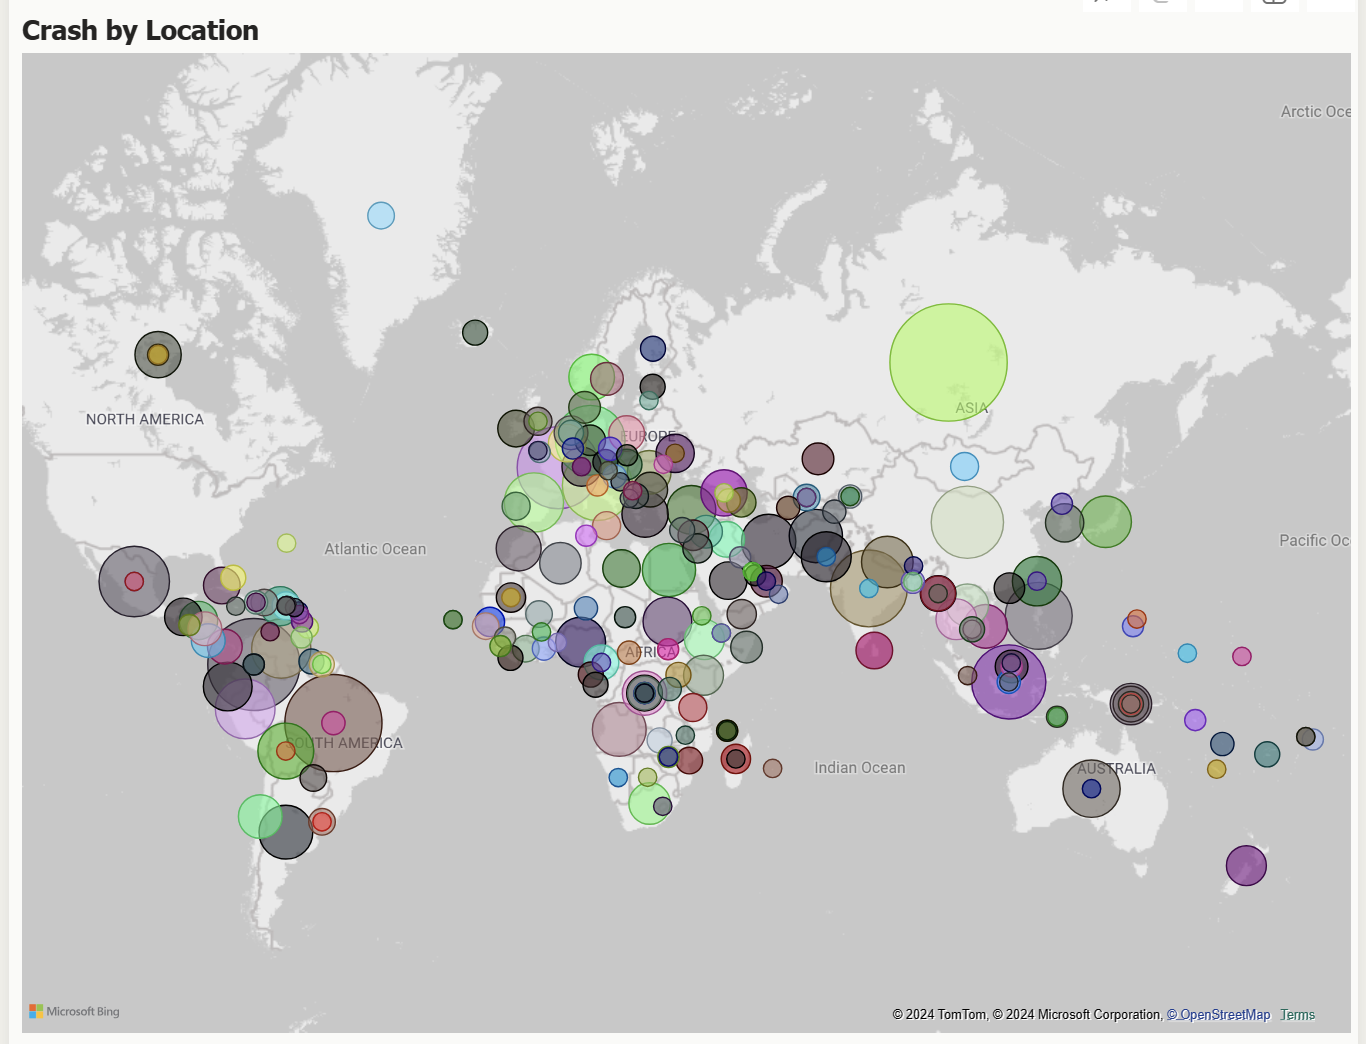 Crash by Location
Arctic Oce
NORTH AMERICA
ASIA
EUROPE
Atlantic Ocean
Pacific Oc
AFRICA
SOUTH AMERICA
Indian Ocean
AUSTRALIA
Microsoft Bing
© 2024 TomTom, © 2024 Microsoft Corporation, © OpenStreetMap Terms